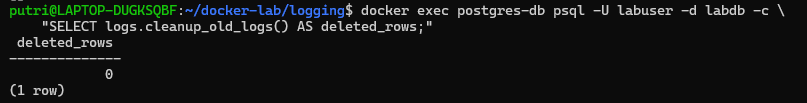 putri@LAPTOP-DUGKSQBF:~/docker-lab/logging$ docker exec postgres-db psql -U labuser -d labdb -c \
    "SELECT logs.cleanup_old_logs() AS deleted_rows;"
 deleted_rows
--------------
            0
(1 row)